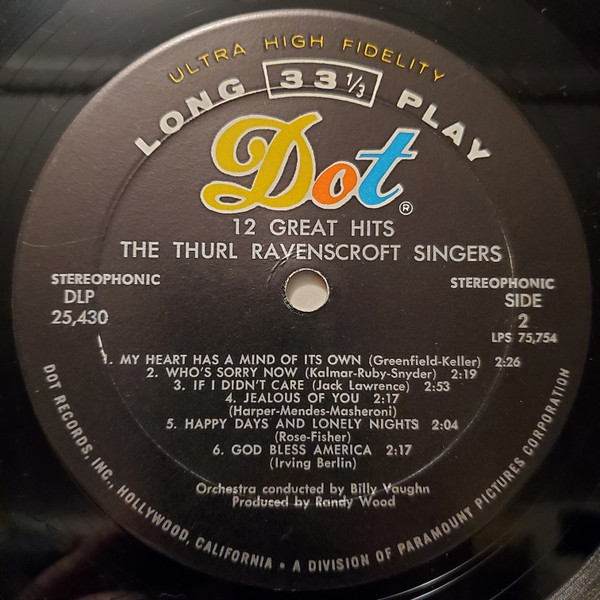 ULTRA HIGH FIDELITY
LONG 33 1/3 PLAY
Dot®
12 GREAT HITS
THE THURL RAVENSCROFT SINGERS
STEREOPHONIC
DLP
25,430
STEREOPHONIC
SIDE
2
LPS 75,754
1. MY HEART HAS A MIND OF ITS OWN (Greenfield-Keller) 2:26
2. WHO'S SORRY NOW (Kalmar-Ruby-Snyder) 2:19
3. IF I DIDN'T CARE (Jack Lawrence) 2:53
4. JEALOUS OF YOU 2:17
(Harper-Mendes-Masheroni)
5. HAPPY DAYS AND LONELY NIGHTS 2:04
(Rose-Fisher)
6. GOD BLESS AMERICA 2:17
(Irving Berlin)
Orchestra conducted by Billy Vaughn
Produced by Randy Wood
DOT RECORDS, INC., HOLLYWOOD, CALIFORNIA • A DIVISION OF PARAMOUNT PICTURES CORPORATION